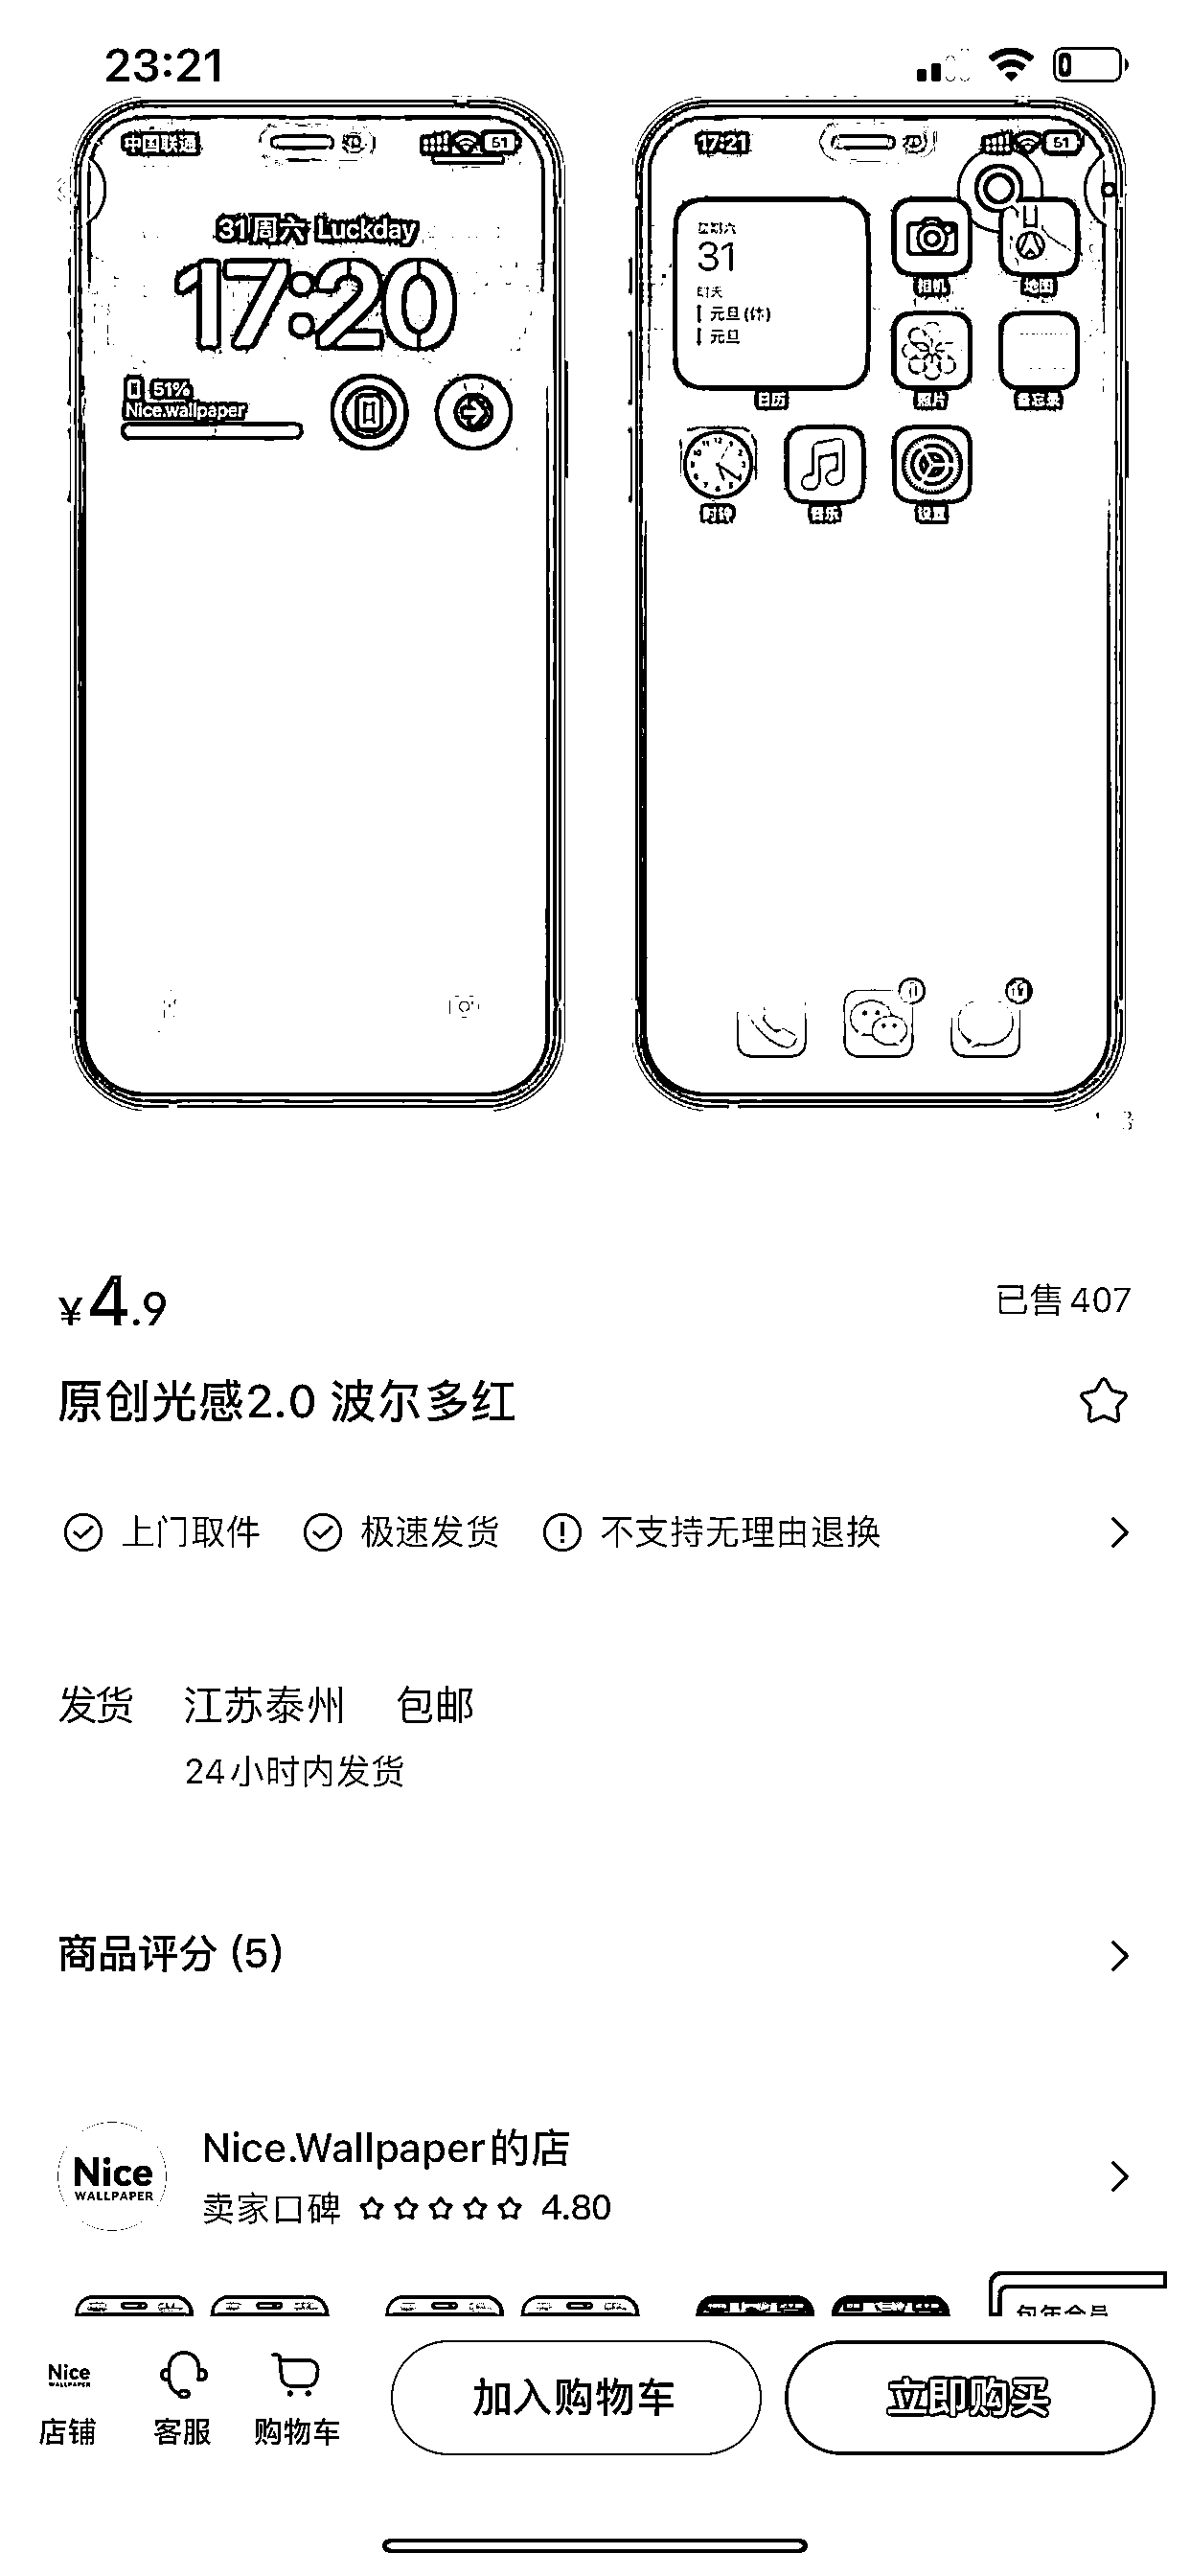 23:21
中国联通
51
31周六 Luckday
17:20
51%
Nice.wallpaper
17:21
51
星期六
31
明天
元旦(休)
元旦
日历
相机
地图
照片
备忘录
时钟
音乐
设置
¥4.9
已售 407
原创光感2.0 波尔多红
上门取件
极速发货
不支持无理由退换
发货 江苏泰州 包邮
24小时内发货
商品评分 (5)
Nice
WALLPAPER
Nice.Wallpaper的店
卖家口碑 4.80
包年会员
Nice
WALLPAPER
店铺
客服
购物车
加入购物车
立即购买